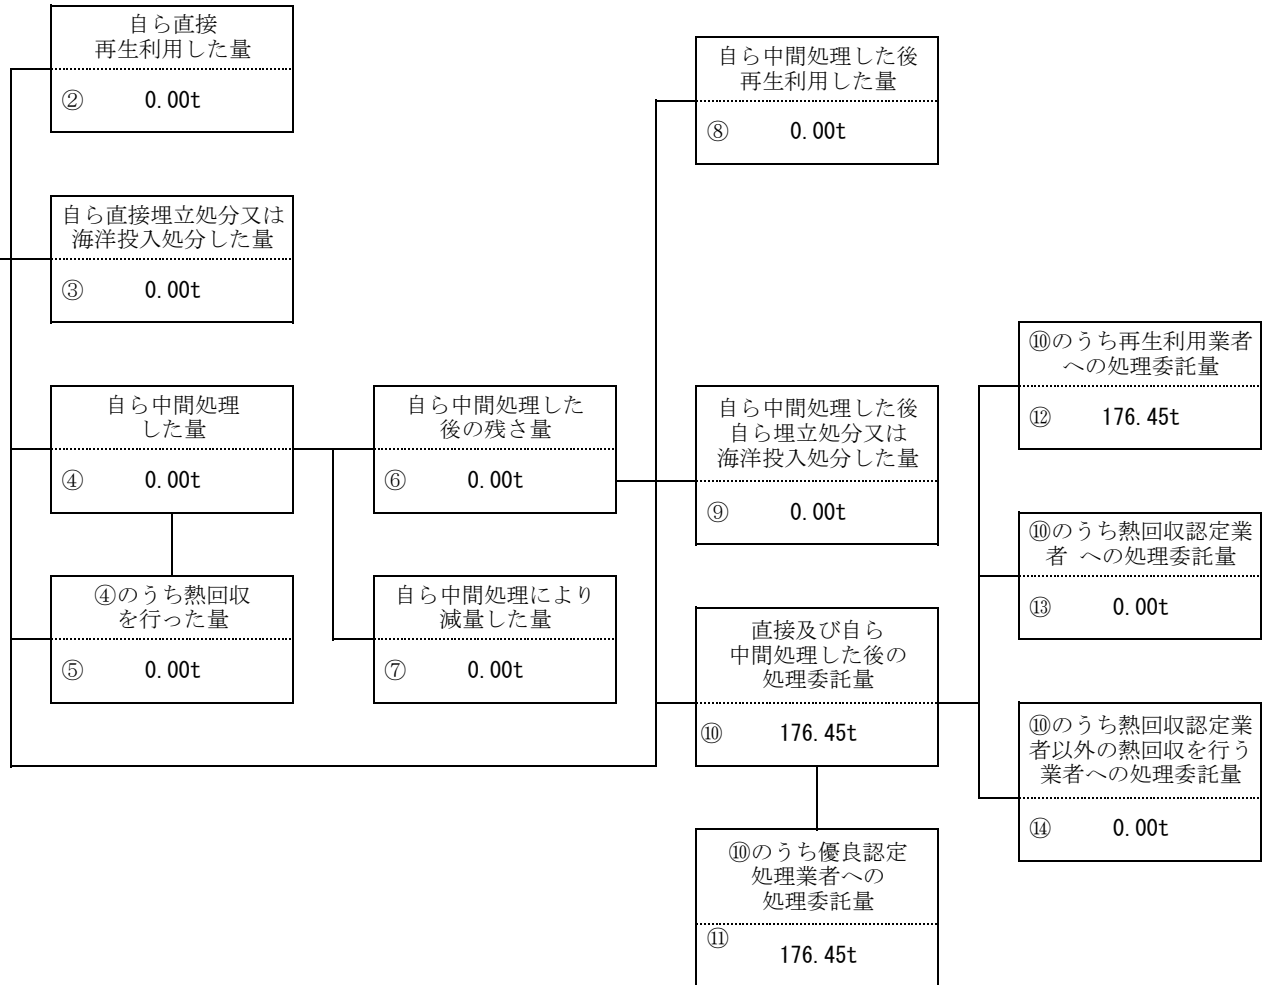 自ら直接
再生利用した量
② 0.00t
自ら直接埋立処分又は
海洋投入処分した量
③ 0.00t
自ら中間処理
した量
④ 0.00t
④のうち熱回収
を行った量
⑤ 0.00t
自ら中間処理した
後の残さ量
⑥ 0.00t
自ら中間処理により
減量した量
⑦ 0.00t
自ら中間処理した後
再生利用した量
⑧ 0.00t
自ら中間処理した後
自ら埋立処分又は
海洋投入処分した量
⑨ 0.00t
直接及び自ら
中間処理した後の
処理委託量
⑩ 176.45t
⑩のうち優良認定
処理業者への
処理委託量
⑪ 176.45t
⑩のうち再生利用業者
への処理委託量
⑫ 176.45t
⑩のうち熱回収認定業
者 への処理委託量
⑬ 0.00t
⑩のうち熱回収認定業
者以外の熱回収を行う
業者への処理委託量
⑭ 0.00t